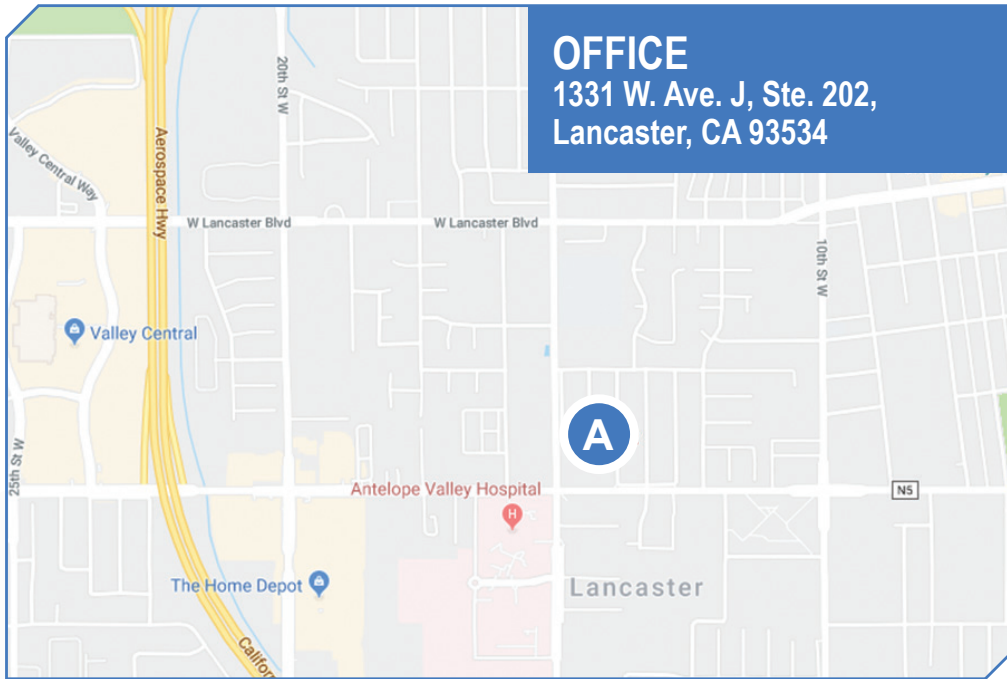 OFFICE
1331 W. Ave. J, Ste. 202,
Lancaster, CA 93534
20th St W
Aerospace Hwy
Valley Central Way
W Lancaster Blvd
W Lancaster Blvd
10th St W
Valley Central
A
25th St W
Antelope Valley Hospital
N5
H
The Home Depot
Lancaster
Californ